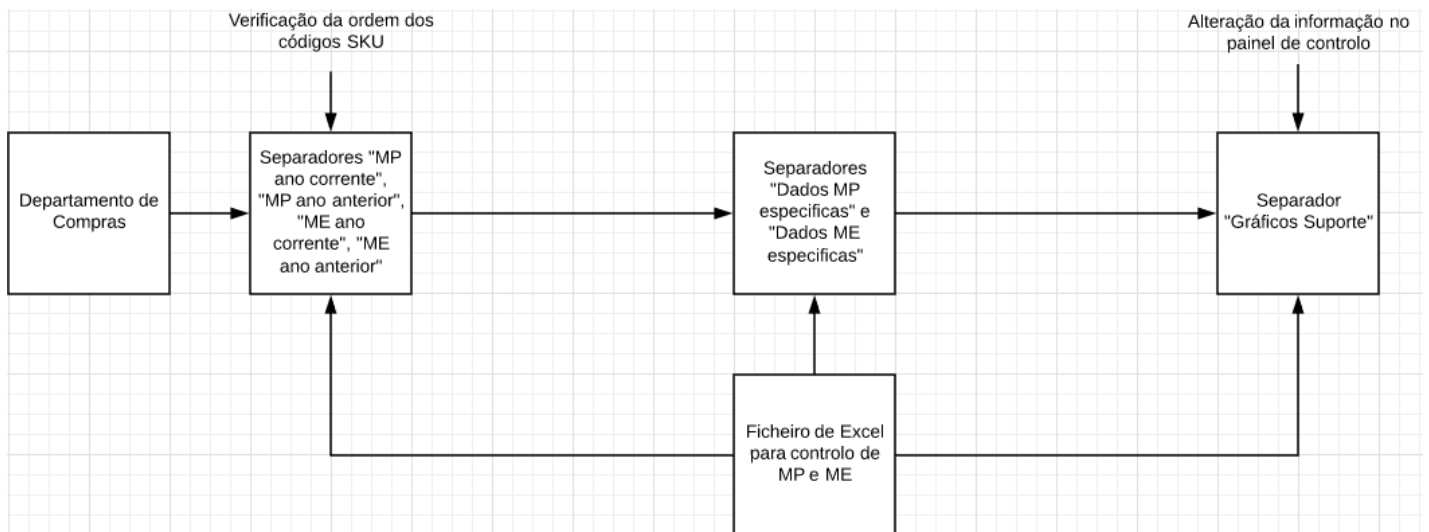 Verificação da ordem dos
códigos SKU
Alteração da informação no
painel de controlo
Departamento de
Compras
Separadores "MP
ano corrente",
"MP ano anterior",
"ME ano
corrente", "ME
ano anterior"
Separadores
"Dados MP
especificas" e
"Dados ME
especificas"
Separador
"Gráficos Suporte"
Ficheiro de Excel
para controlo de
MP e ME